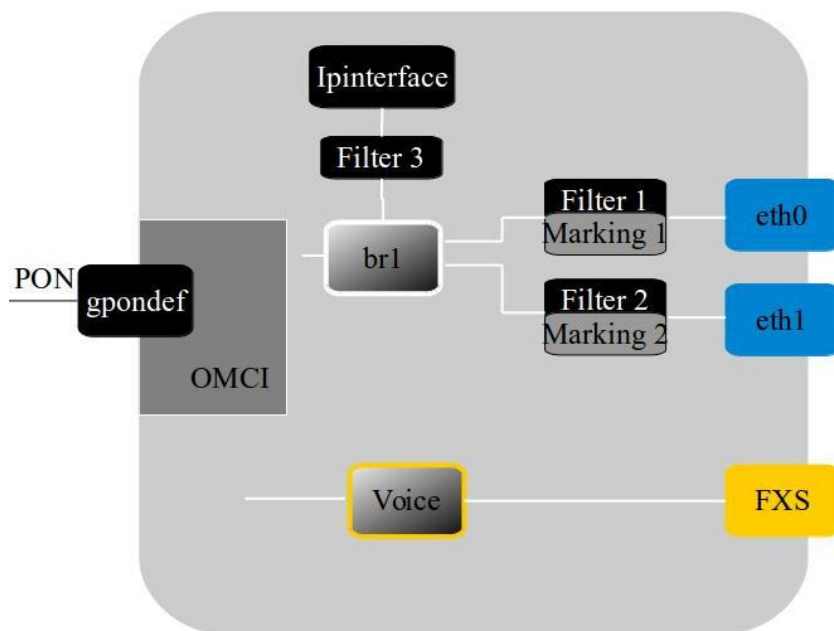 Ipinterface
Filter 3
Filter 1
Marking 1
eth0
br1
PON
gpondef
Filter 2
Marking 2
eth1
OMCI
Voice
FXS